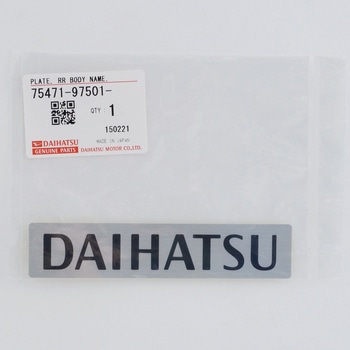 PLATE, RR BODY NAME,
75471-97501-
QTY 1
150221
MADE IN JAPAN
DAIHATSU
GENUINE PARTS DAIHATSU MOTOR CO.,LTD.
DAIHATSU